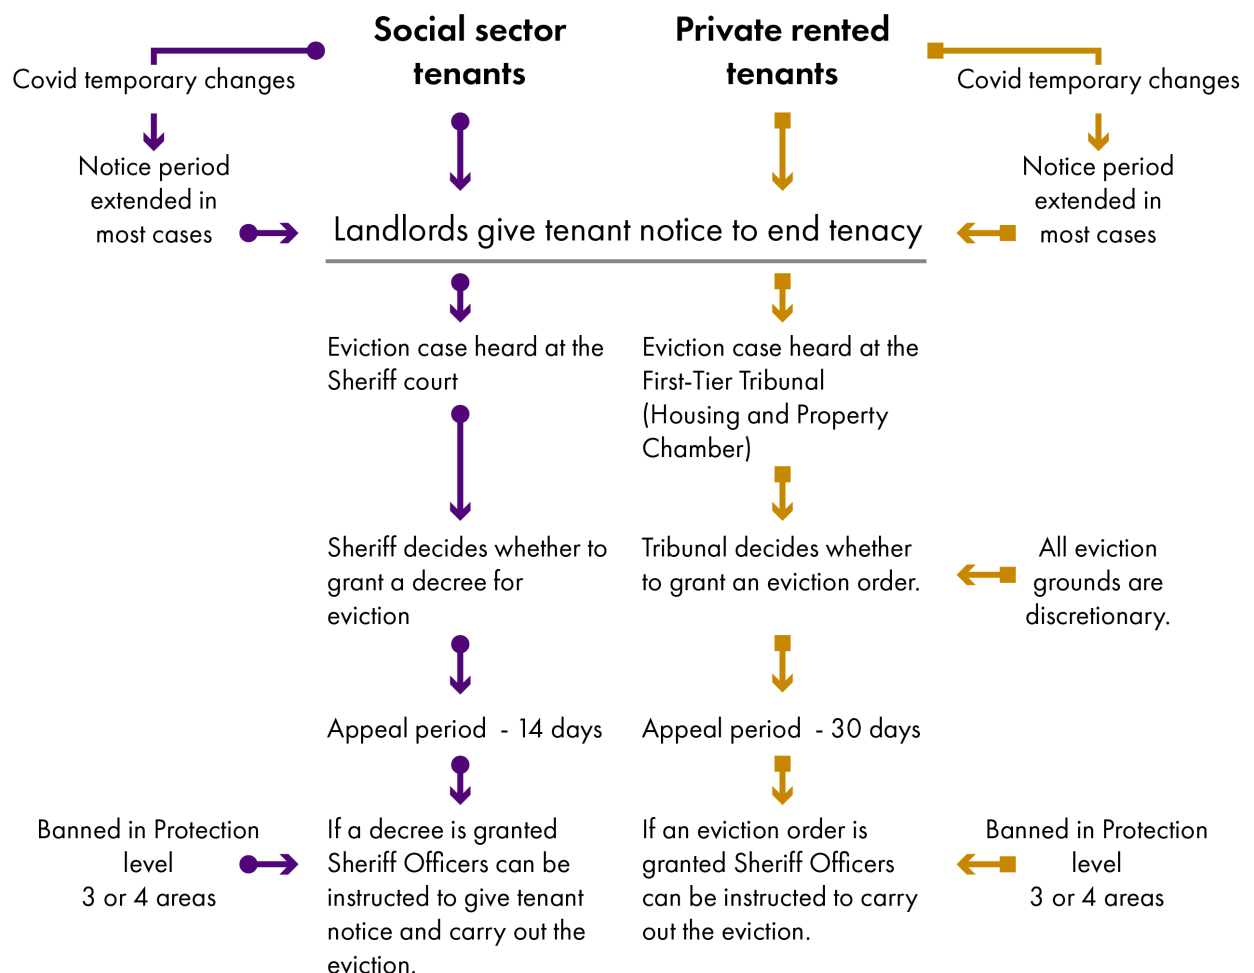 Social sector
tenants
Private rented
tenants
Covid temporary changes
Covid temporary changes
Notice period
extended in
most cases
Notice period
extended in
most cases
Landlords give tenant notice to end tenacy
Eviction case heard at the
Sheriff court
Eviction case heard at the
First-Tier Tribunal
(Housing and Property
Chamber)
Sheriff decides whether to
grant a decree for
eviction
Tribunal decides whether
to grant an eviction order.
All eviction
grounds are
discretionary.
Appeal period - 14 days
Appeal period - 30 days
Banned in Protection
level
3 or 4 areas
If a decree is granted
Sheriff Officers can be
instructed to give tenant
notice and carry out the
eviction.
If an eviction order is
granted Sheriff Officers
can be instructed to carry
out the eviction.
Banned in Protection
level
3 or 4 areas